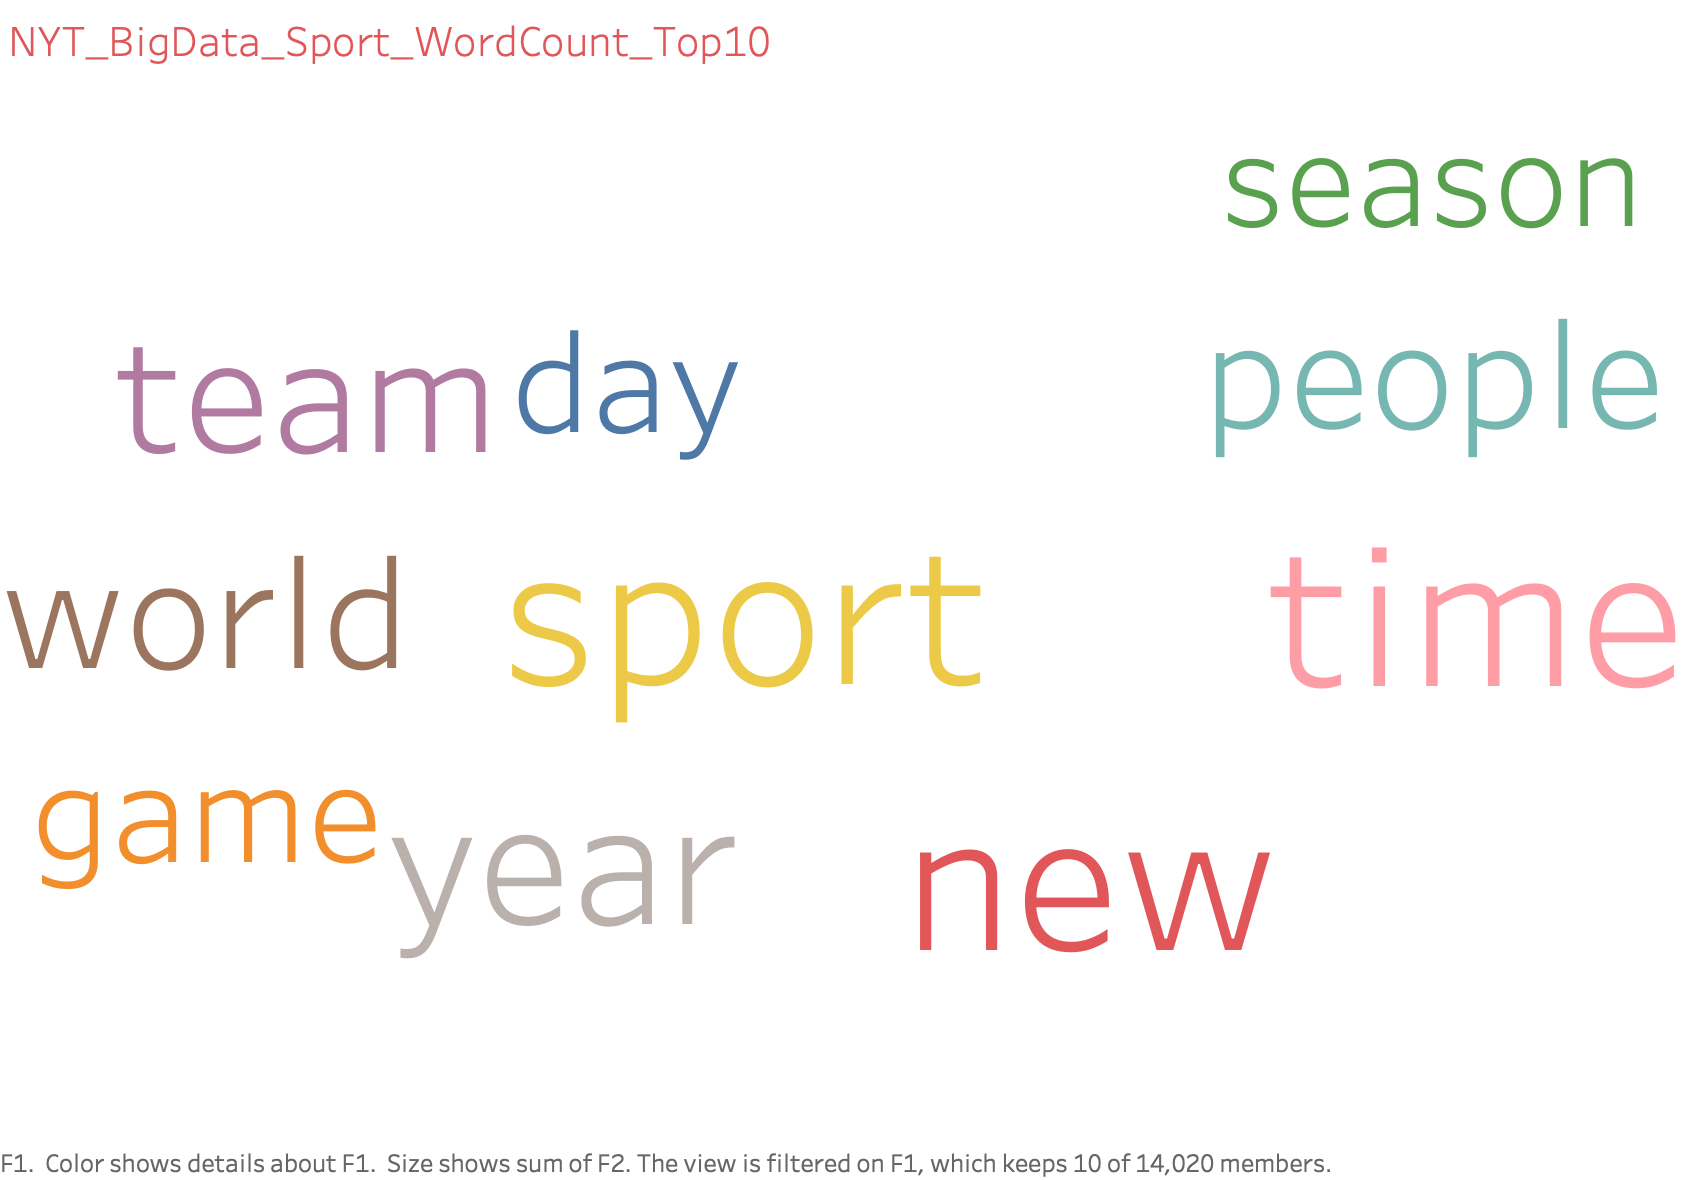 NYT_BigData_Sport_WordCount_Top10
season
team day people
world sport time
game year new
F1. Color shows details about F1. Size shows sum of F2. The view is filtered on F1, which keeps 10 of 14,020 members.